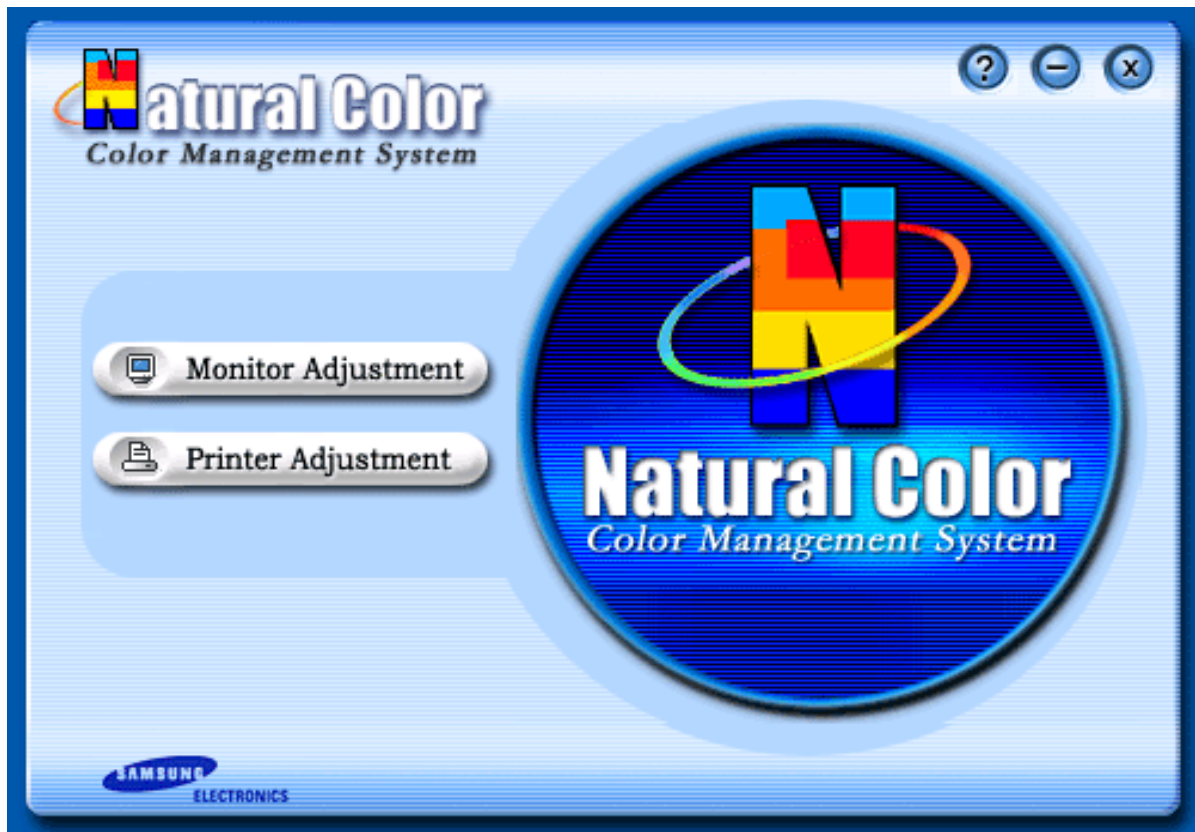 Natural Color
Color Management System
?
x
Monitor Adjustment
Printer Adjustment
N
Natural Color
Color Management System
SAMSUNG
ELECTRONICS